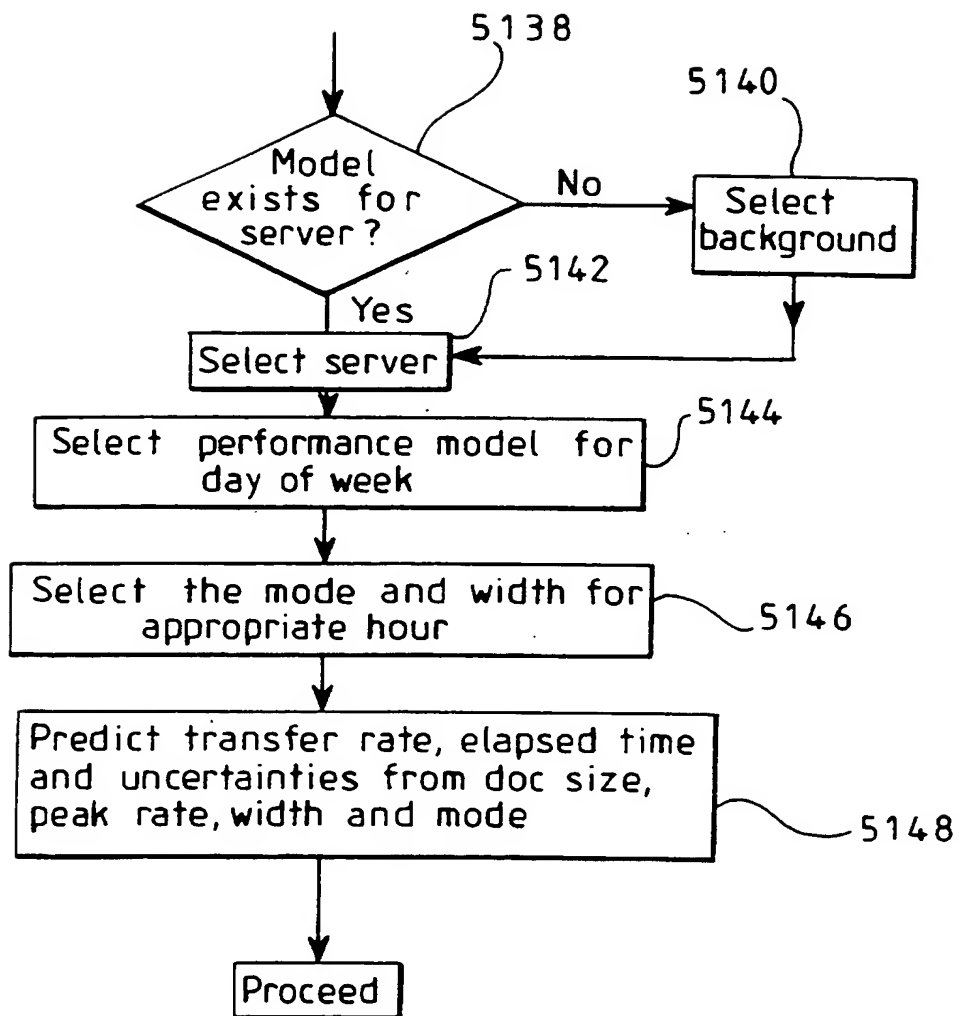 5138
5140
Model
exists for
server?
No
Select
background
5142
Yes
Select server
5144
Select performance model for
day of week
Select the mode and width for
appropriate hour
5146
Predict transfer rate, elapsed time
and uncertainties from doc size,
peak rate, width and mode
5148
Proceed